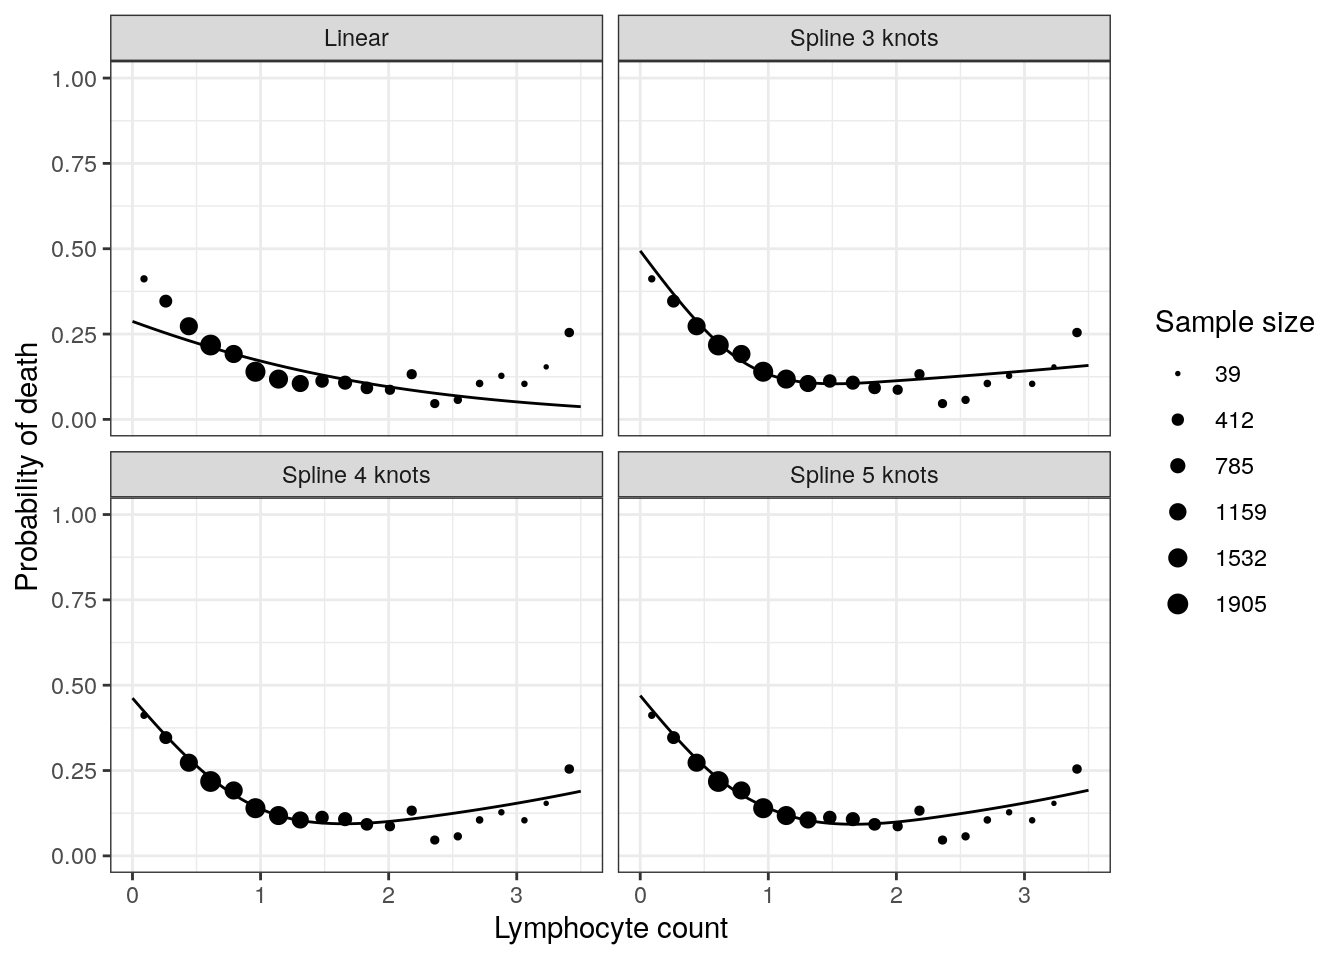 Linear
Spline 3 knots
1.00
0.75
0.50
0.25
0.00
Spline 4 knots
Spline 5 knots
1.00
0.75
0.50
0.25
0.00
0 1 2 3
0 1 2 3
Lymphocyte count
Probability of death
Sample size
39
412
785
1159
1532
1905